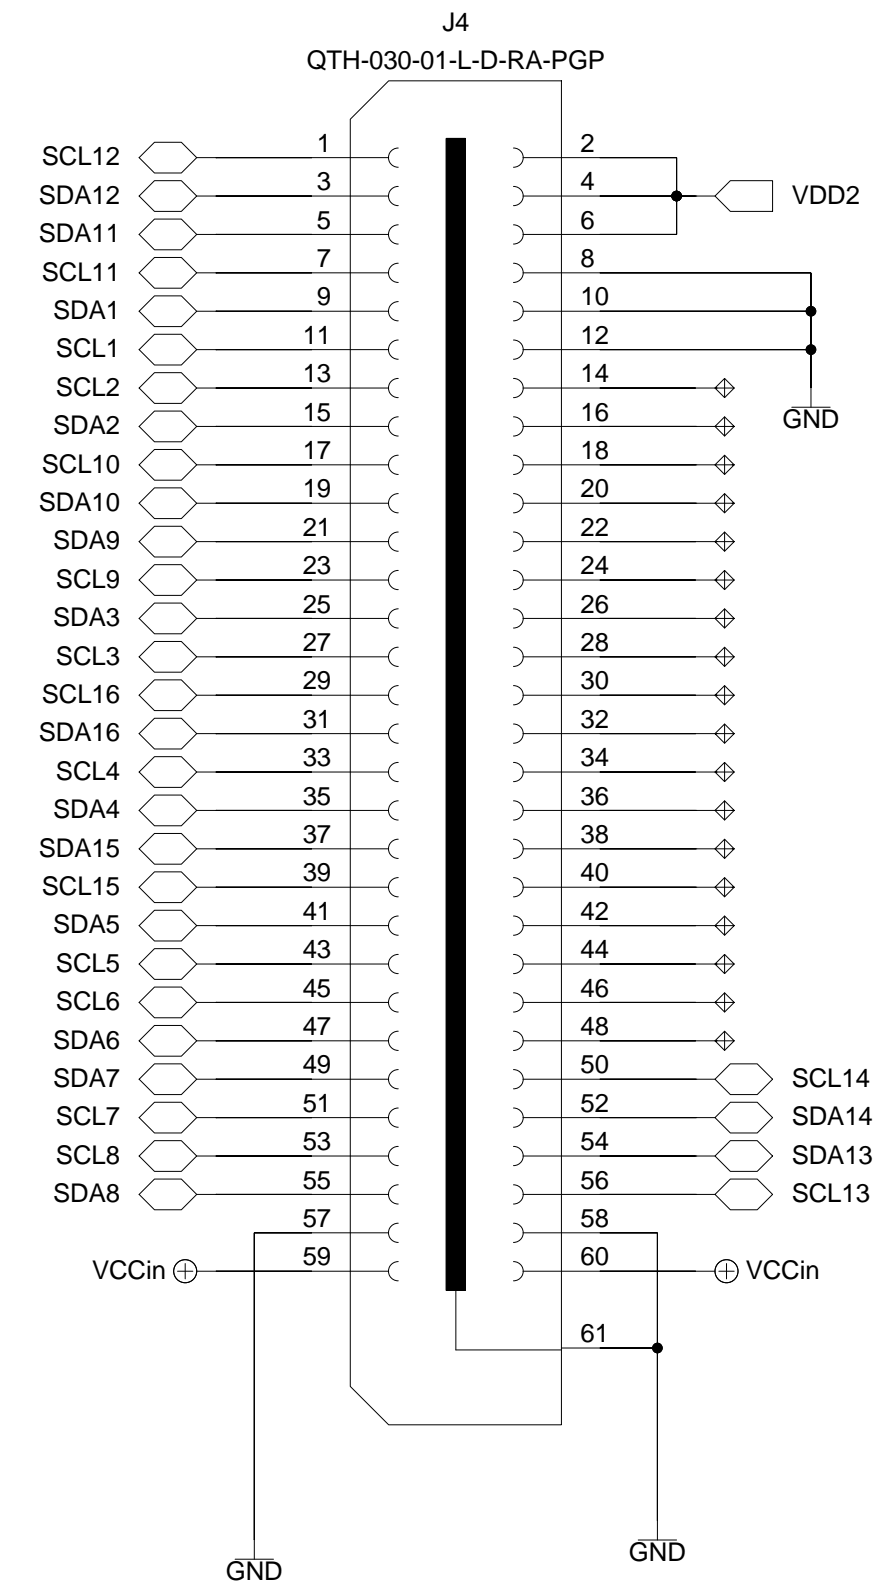 J4
QTH-030-01-L-D-RA-PGP
SCL12 1 2
SDA12 3 4 VDD2
SDA11 5 6
SCL11 7 8
SDA1 9 10
SCL1 11 12
SCL2 13 14
SDA2 15 16 GND
SCL10 17 18
SDA10 19 20
SDA9 21 22
SCL9 23 24
SDA3 25 26
SCL3 27 28
SCL16 29 30
SDA16 31 32
SCL4 33 34
SDA4 35 36
SDA15 37 38
SCL15 39 40
SDA5 41 42
SCL5 43 44
SCL6 45 46
SDA6 47 48
SDA7 49 50 SCL14
SCL7 51 52 SDA14
SCL8 53 54 SDA13
SDA8 55 56 SCL13
57 58
VCCin 59 60 VCCin
61
GND GND